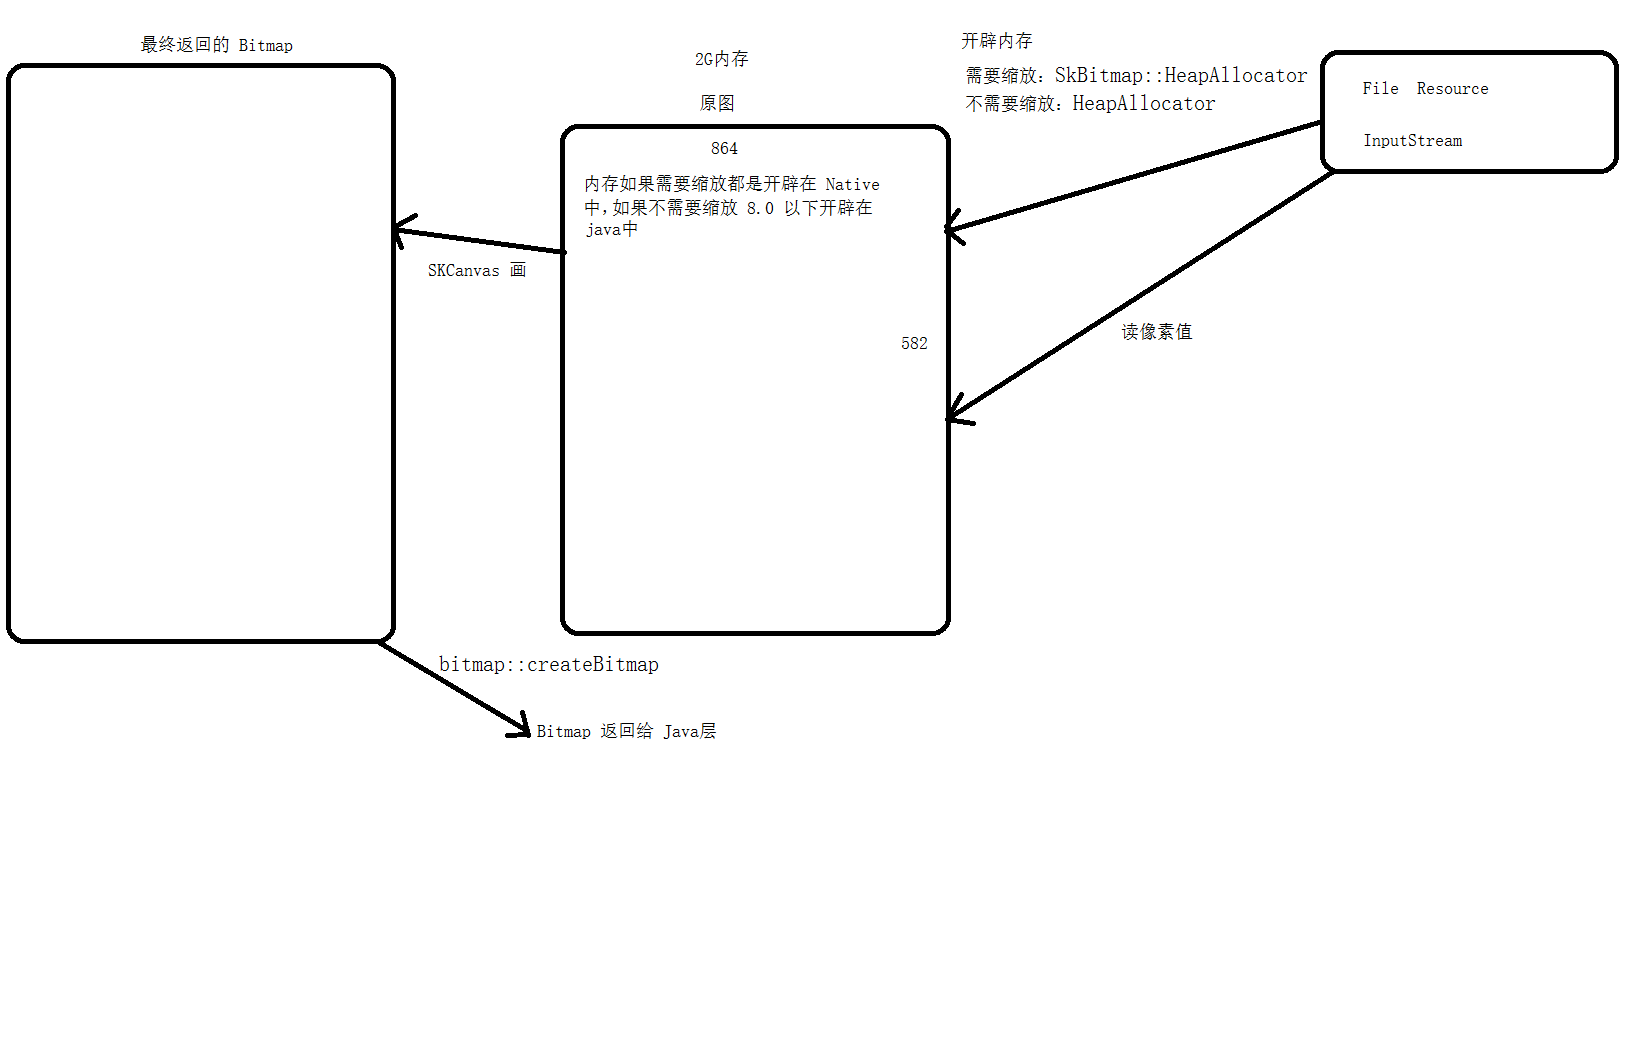 最终返回的 Bitmap
2G内存
原图
864
内存如果需要缩放都是开辟在 Native
中,如果不需要缩放 8.0 以下开辟在
java中
582
SKCanvas 画
开辟内存
需要缩放: SkBitmap::HeapAllocator
不需要缩放: HeapAllocator
File Resource
InputStream
读像素值
bitmap::createBitmap
Bitmap 返回给 Java层